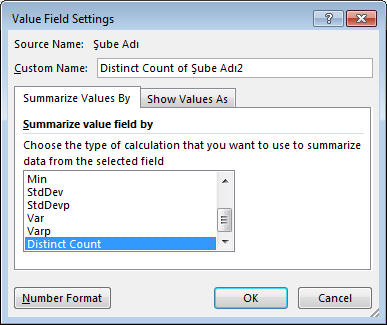 Value Field Settings
Source Name: Şube Adı
Custom Name: Distinct Count of Şube Adı2
Summarize Values By Show Values As
Summarize value field by
Choose the type of calculation that you want to use to summarize
data from the selected field
Min
StdDev
StdDevp
Var
Varp
Distinct Count
Number Format OK Cancel